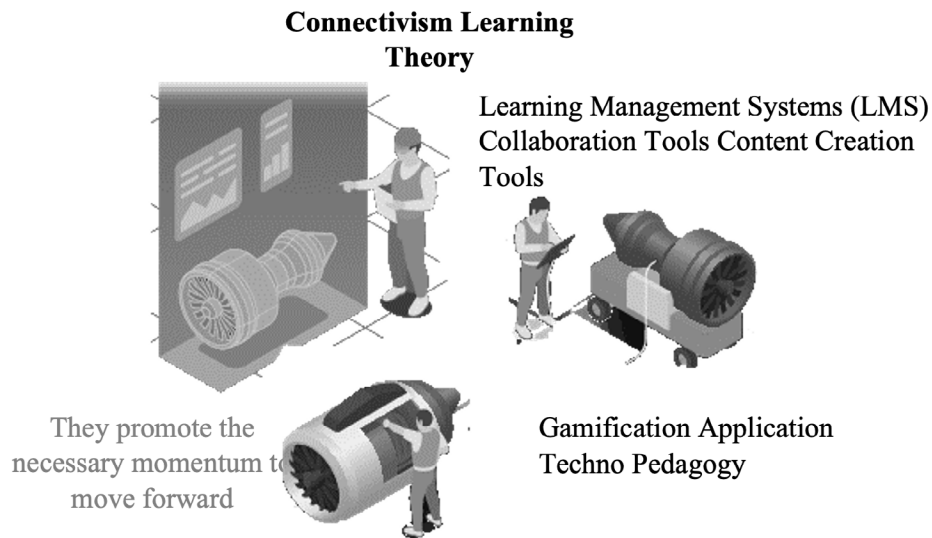 Connectivism Learning
Theory
Learning Management Systems (LMS)
Collaboration Tools Content Creation
Tools
They promote the
necessary momentum to
move forward
Gamification Application
Techno Pedagogy